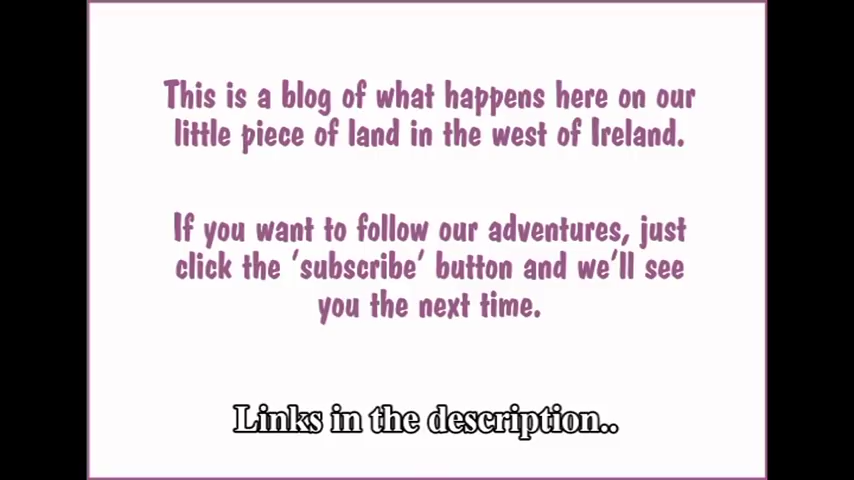 This is a blog of what happens here on our
little piece of land in the west of Ireland.
If you want to follow our adventures, just
click the ‘subscribe’ button and we’ll see
you the next time.
Links in the description..